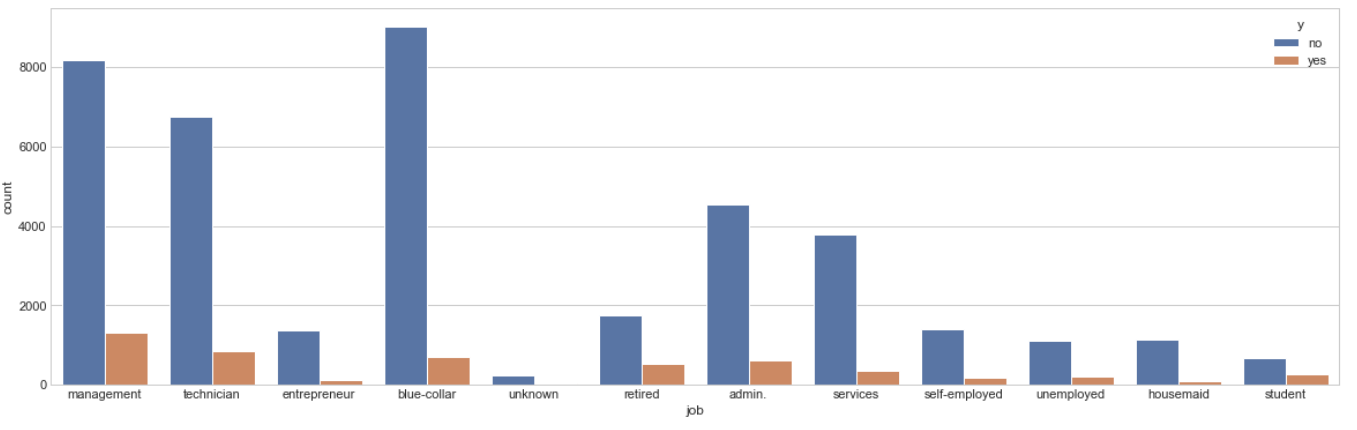 y
no
yes
8000
6000
4000
2000
0
count
management technician entrepreneur blue-collar unknown retired admin. services self-employed unemployed housemaid student
job